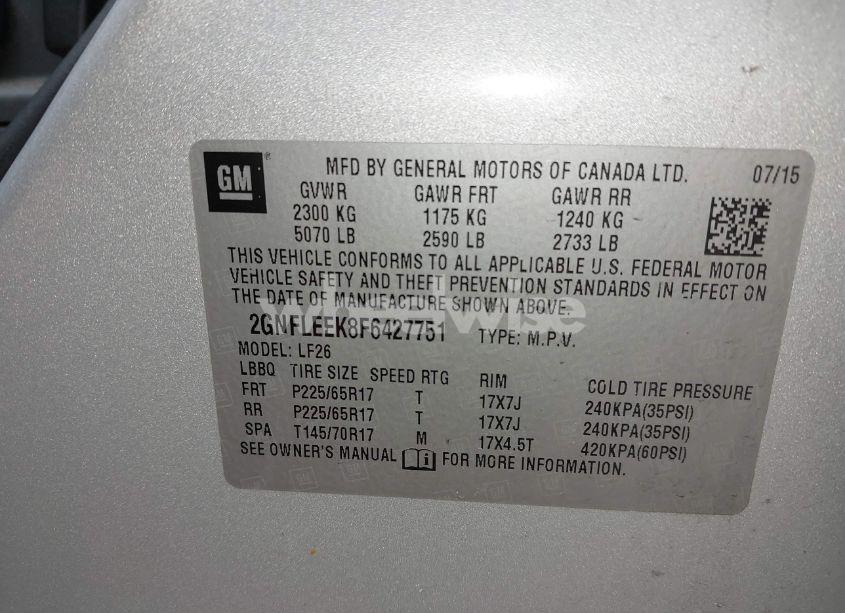 GM
MFD BY GENERAL MOTORS OF CANADA LTD. 07/15
GVWR GAWR FRT GAWR RR
2300 KG 1175 KG 1240 KG
5070 LB 2590 LB 2733 LB
THIS VEHICLE CONFORMS TO ALL APPLICABLE U.S. FEDERAL MOTOR
VEHICLE SAFETY AND THEFT PREVENTION STANDARDS IN EFFECT ON
THE DATE OF MANUFACTURE SHOWN ABOVE.
2GNFLEEK8F6427751 TYPE: M.P.V.
MODEL: LF26
LBBQ TIRE SIZE SPEED RTG RIM COLD TIRE PRESSURE
FRT P225/65R17 T 17X7J 240KPA(35PSI)
RR P225/65R17 T 17X7J 240KPA(35PSI)
SPA T145/70R17 M 17X4.5T 420KPA(60PSI)
SEE OWNER'S MANUAL FOR MORE INFORMATION.